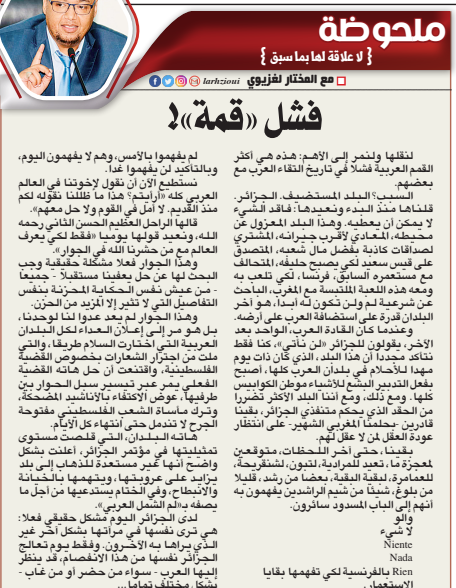 ملحوظة
{ لا علاقة لها بما سبق }
مع المختار لغزيوي
larhzioui
فشل «قمة»!
لنقلها ولنمر إلى الأهم: هذه هي أكثر
القمم العربية فشلا في تاريخ التقاء العرب مع
بعضهم.
السبب؟ البلد المستضيف. الجزائر.
قلناها منذ البدء ونعيدها: فاقد الشيء
لا يمكن أن يعطيه. وهذا البلد المعزول عن
محيطه، المعادي لأقرب جيرانه، المشتري
لصداقات كاذبة بفضل مال شعبه، المتصدق
على قيس سعيد لكي يصبح حليفه، المتحالف
مع مستعمره السابق، فرنسا، لكي تلعب به
ومعه هذه اللعبة الملتبسة مع المغرب، الباحث
عن شرعية لم ولن تكون له أبدا، هو آخر
البلدان قدرة على استضافة العرب على أرضه.
وعندما كان القادة العرب، الواحد بعد
الآخر، يقولون للجزائر «لن نأتي»، كنا فقط
نتأكد مجددا أن هذا البلد، الذي كان ذات يوم
مهدا للأحلام في بلدان العرب كلها، أصبح
بفعل التدبير البشع للأشياء موطن الكوابيس
كلها. ومع ذلك، ومع أننا البلد الأكثر تضررا
من الحقد الذي يحكم متنفذي الجزائر، بقينا
قادرين -بحلمنا المغربي الشهير- على انتظار
عودة العقل لمن لا عقل لهم.
بقينا، حتى آخر اللحظات، متوقعين
لمعجزة ما، تعيد للمرادية، لتبون، لشنقريحة،
للعمامرة، لبقية البقية، بعضا من رشد، قليلا
من بلوغ، شيئا من شيم الراشدين يفهمون به
أنهم إلى الباب المسدود سائرون.
والو
لا شيء
Niente
Nada
Rien بالفرنسية لكي تفهمها بقايا
الاستعمار.
لم يفهموا بالأمس، وهم لا يفهمون اليوم،
وبالتأكيد لن يفهموا غدا.
نستطيع الآن أن نقول لإخوتنا في العالم
العربي كله «أرأيتم؟ هذا ما ظللنا نقوله لكم
منذ القديم. لا أمل في القوم ولا حل معهم».
قالها الراحل العظيم الحسن الثاني رحمه
الله، ونعيد قولها يوميا «فقط لكي يعرف
العالم مع من حشرنا الله في الجوار».
وهذا الجوار فعلا مشكلة حقيقية وجب
البحث لها عن حل يعفينا مستقبلا - جميعا
- من عيش نفس الحكاية المحزنة بنفس
التفاصيل التي لا تثير إلا المزيد من الحزن.
وهذا الجوار لم يعد عدوا لنا لوحدنا،
بل هو مر إلى إعلان العداء لكل البلدان
العربية التي اختارت السلام طريقا، والتي
ملت من اجترار الشعارات بخصوص القضية
الفلسطينية، واقتنعت أن حل هاته القضية
الفعلي يمر عبر تيسير سبل الحوار بين
طرفيها، عوض الاكتفاء بالأناشيد المضحكة،
وترك مأساة الشعب الفلسطيني مفتوحة
الجرح لا تندمل حتى انتهاء كل الأيام.
هاته البلدان، التي قلصت مستوى
تمثيليتها في مؤتمر الجزائر، أعلنت بشكل
واضح أنها غير مستعدة للذهاب إلى بلد
يزايد على عروبتها، ويتهمها بالخيانة
والانبطاح، وفي الختام يستدعيها من أجل ما
يصفه بـ«لم الشمل العربي».
لدى الجزائر اليوم مشكل حقيقي فعلا:
هي ترى نفسها في مرآتها بشكل آخر غير
الذي يراها به الآخرون. وفقط يوم تعالج
الجزائر نفسها من هذا الانفصام، قد ينظر
إليها العرب - سواء من حضر أو من غاب -
بشكل مختلف تماما...